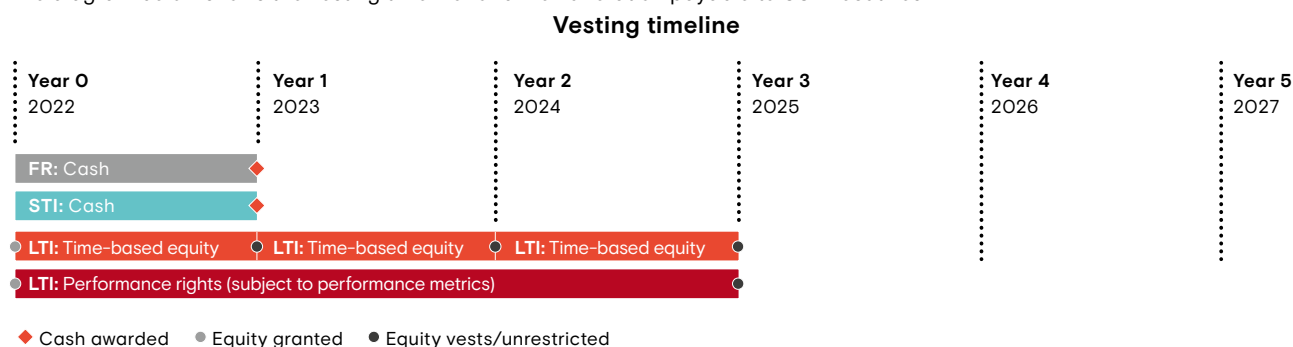 Vesting timeline
Year 0
2022
Year 1
2023
Year 2
2024
Year 3
2025
Year 4
2026
Year 5
2027
FR: Cash
STI: Cash
LTI: Time-based equity
LTI: Time-based equity
LTI: Time-based equity
LTI: Performance rights (subject to performance metrics)
Cash awarded
Equity granted
Equity vests/unrestricted